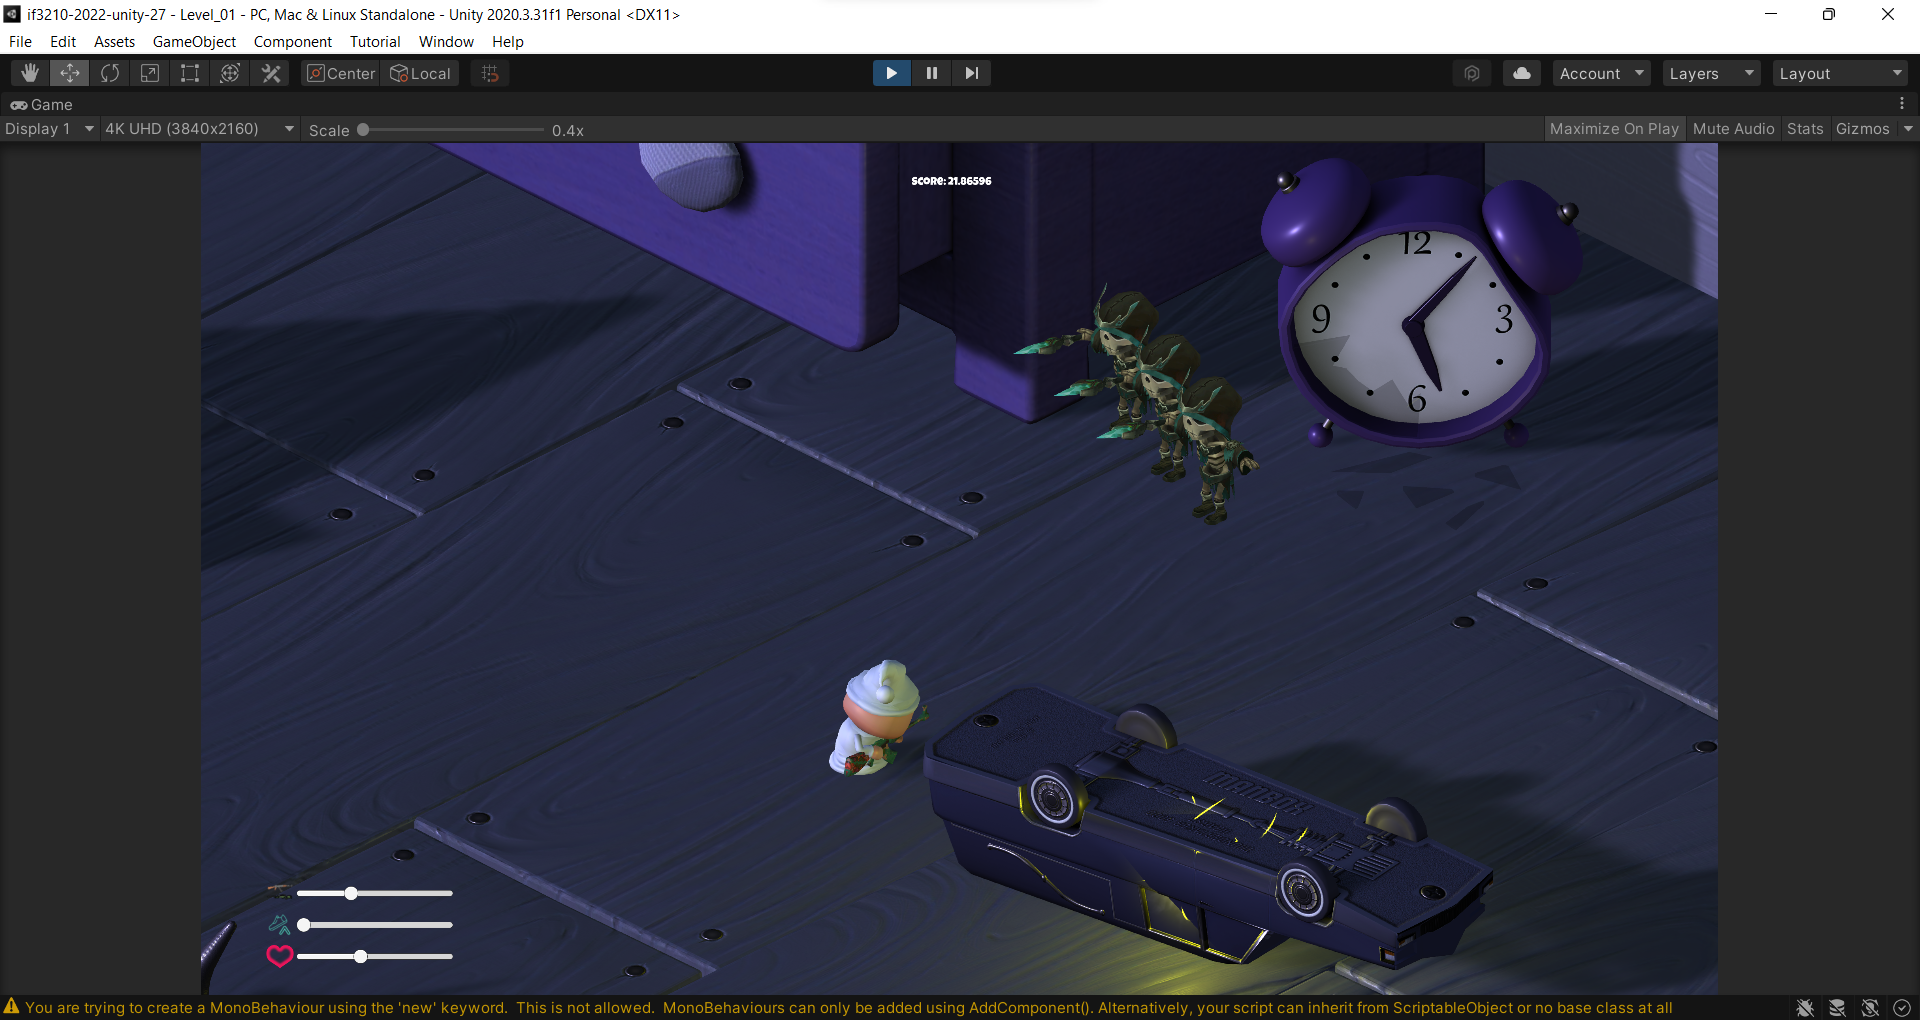 if3210-2022-unity-27 - Level_01 - PC, Mac & Linux Standalone - Unity 2020.3.31f1 Personal <DX11>
File Edit Assets GameObject Component Tutorial Window Help
Center Local Account Layers Layout
Game
Display 1 4K UHD (3840x2160) Scale 0.4x Maximize On Play Mute Audio Stats Gizmos
SCORE: 21.86596
12
9 3
6
MATBOX
You are trying to create a MonoBehaviour using the 'new' keyword. This is not allowed. MonoBehaviours can only be added using AddComponent(). Alternatively, your script can inherit from ScriptableObject or no base class at all